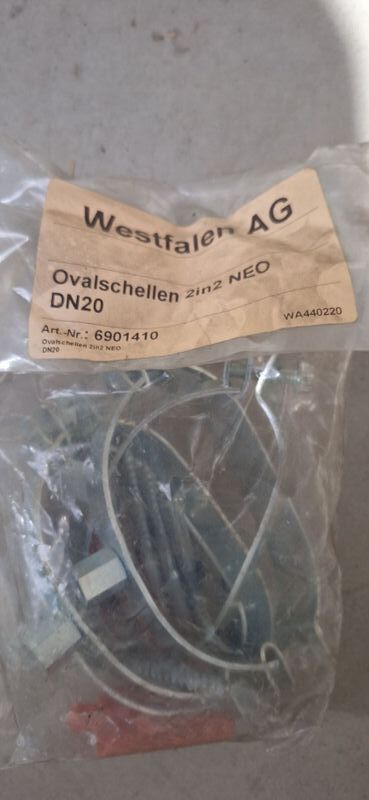 Westfalen AG
Ovalschellen 2in2 NEO
DN20
WA440220
Art.-Nr.: 6901410
Ovalschellen 2in2 NEO
DN20